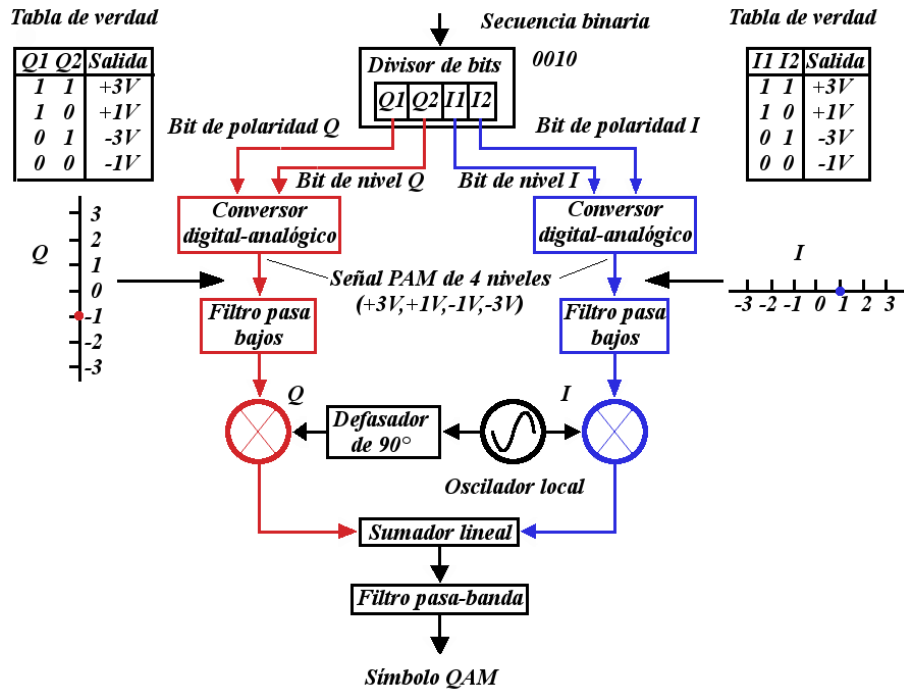 Tabla de verdad
Q1 Q2 Salida
1 1 +3V
1 0 +1V
0 1 -3V
0 0 -1V
Secuencia binaria
0010
Divisor de bits
Q1 Q2 I1 I2
Tabla de verdad
I1 I2 Salida
1 1 +3V
1 0 +1V
0 1 -3V
0 0 -1V
Bit de polaridad Q
Bit de polaridad I
Bit de nivel Q
Bit de nivel I
Conversor
digital-analógico
Conversor
digital-analógico
Q
3
2
1
0
-1
-2
-3
Señal PAM de 4 niveles
(+3V,+1V,-1V,-3V)
I
-3 -2 -1 0 1 2 3
Filtro pasa
bajos
Filtro pasa
bajos
Q
I
Defasador
de 90°
Oscilador local
Sumador lineal
Filtro pasa-banda
Símbolo QAM